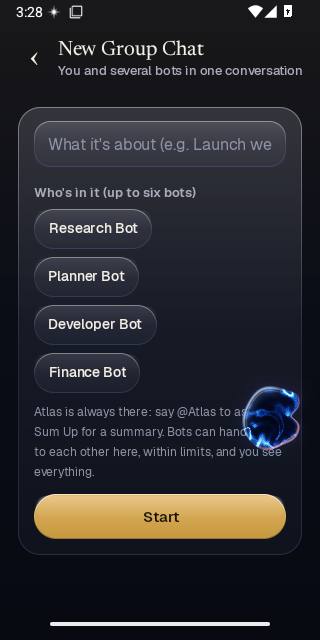 3:28
New Group Chat
You and several bots in one conversation
What it's about (e.g. Launch we
Who's in it (up to six bots)
Research Bot
Planner Bot
Developer Bot
Finance Bot
Atlas is always there: say @Atlas to as
Sum Up for a summary. Bots can hand
to each other here, within limits, and you see
everything.
Start